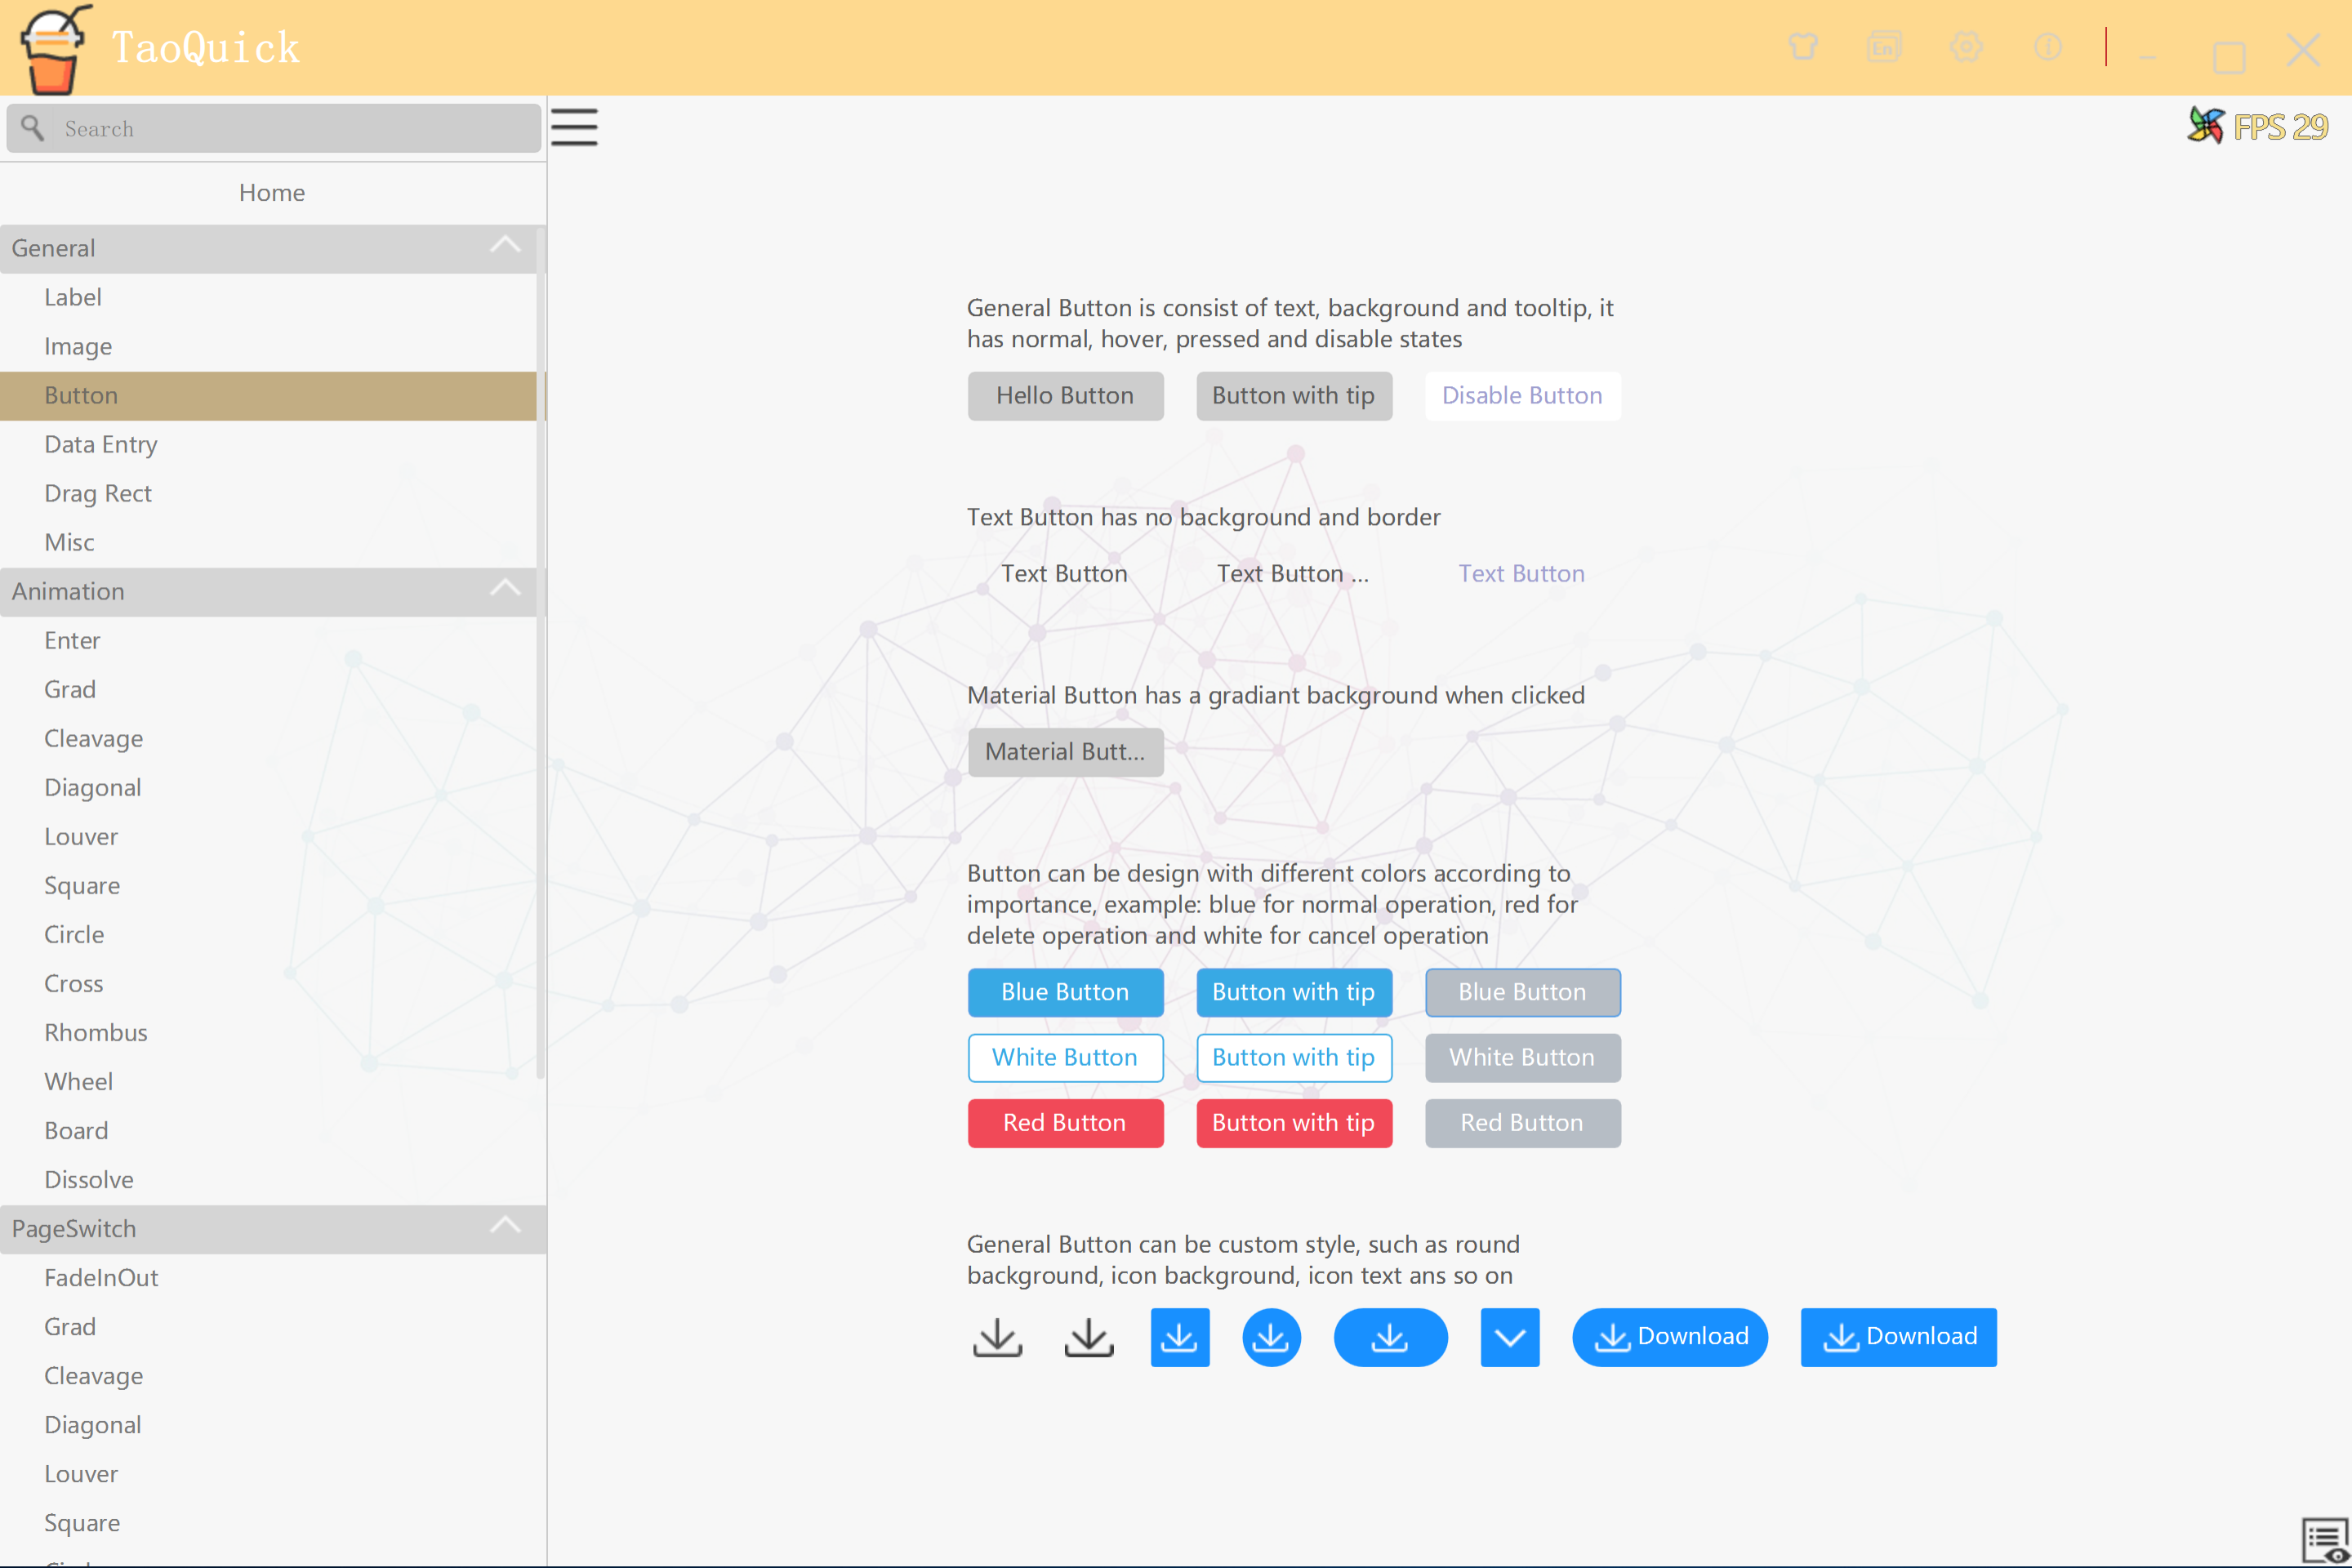 TaoQuick
En
Search
FPS 29
Home
General
Label
Image
Button
Data Entry
Drag Rect
Misc
Animation
Enter
Grad
Cleavage
Diagonal
Louver
Square
Circle
Cross
Rhombus
Wheel
Board
Dissolve
PageSwitch
FadeInOut
Grad
Cleavage
Diagonal
Louver
Square
General Button is consist of text, background and tooltip, it
has normal, hover, pressed and disable states
Hello Button Button with tip Disable Button
Text Button has no background and border
Text Button Text Button ... Text Button
Material Button has a gradiant background when clicked
Material Butt...
Button can be design with different colors according to
importance, example: blue for normal operation, red for
delete operation and white for cancel operation
Blue Button Button with tip Blue Button
White Button Button with tip White Button
Red Button Button with tip Red Button
General Button can be custom style, such as round
background, icon background, icon text ans so on
Download Download